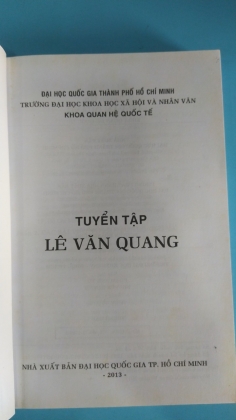 ĐẠI HỌC QUỐC GIA THÀNH PHỐ HỒ CHÍ MINH
TRƯỜNG ĐẠI HỌC KHOA HỌC XÃ HỘI VÀ NHÂN VĂN
KHOA QUAN HỆ QUỐC TẾ
TUYỂN TẬP
LÊ VĂN QUANG
NHÀ XUẤT BẢN ĐẠI HỌC QUỐC GIA TP. HỒ CHÍ MINH
- 2013 -